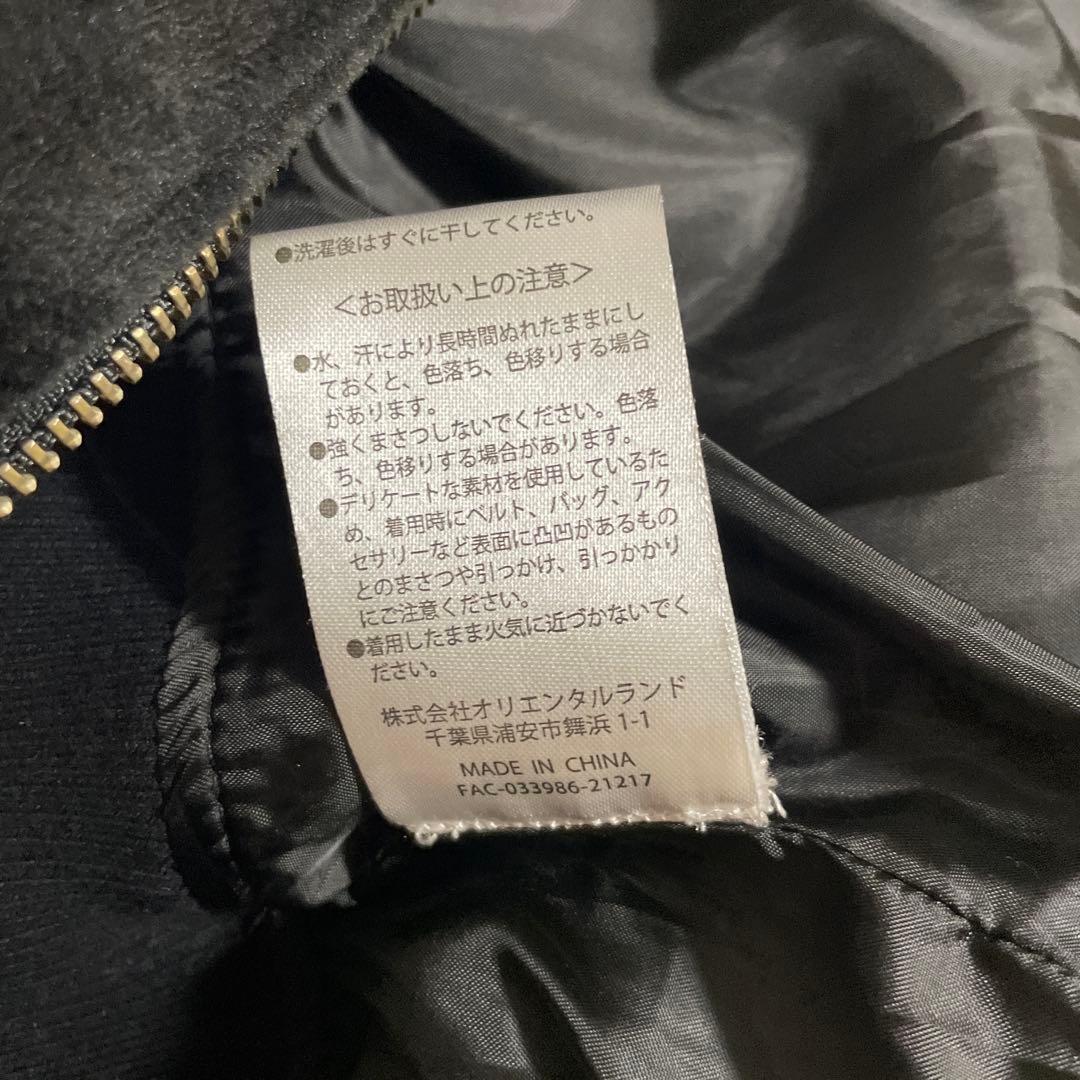 ●洗濯後はすぐに干してください。
＜お取扱い上の注意＞
●水、汗により長時間ぬれたままにし
ておくと、色落ち、色移りする場合
があります。
●強くまさつしないでください。色落
ち、色移りする場合があります。
●デリケートな素材を使用しているた
め、着用時にベルト、バッグ、アク
セサリーなど表面に凸凹があるもの
とのまさつや引っかけ、引っかかり
にご注意ください。
●着用したまま火気に近づかないでく
ださい。
株式会社オリエンタルランド
千葉県浦安市舞浜 1-1
MADE IN CHINA
FAC-033986-21217